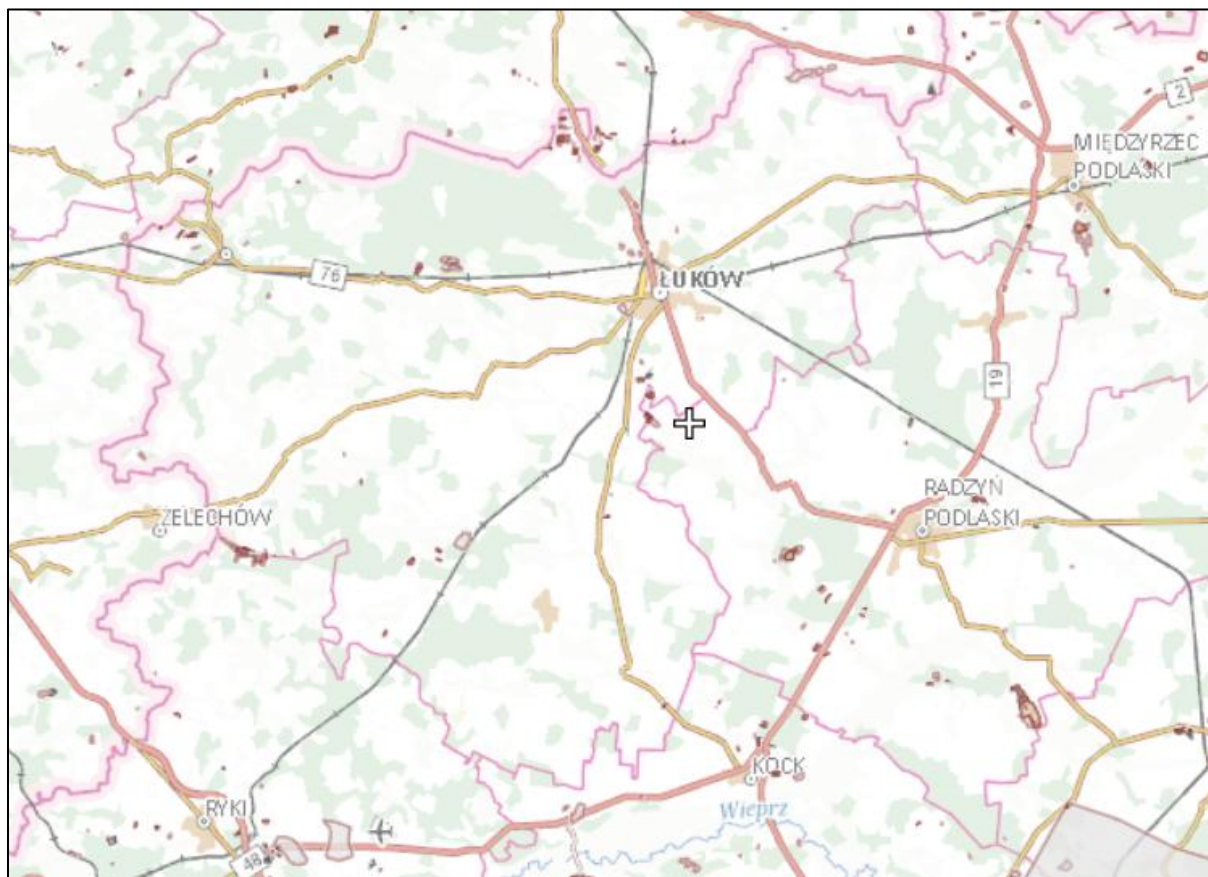 2
MIĘDZYRZEC
PODLASKI
76
ŁUKÓW
19
RADZYŃ
PODLASKI
ŻELECHÓW
KOCK
RYKI
Wieprz
48